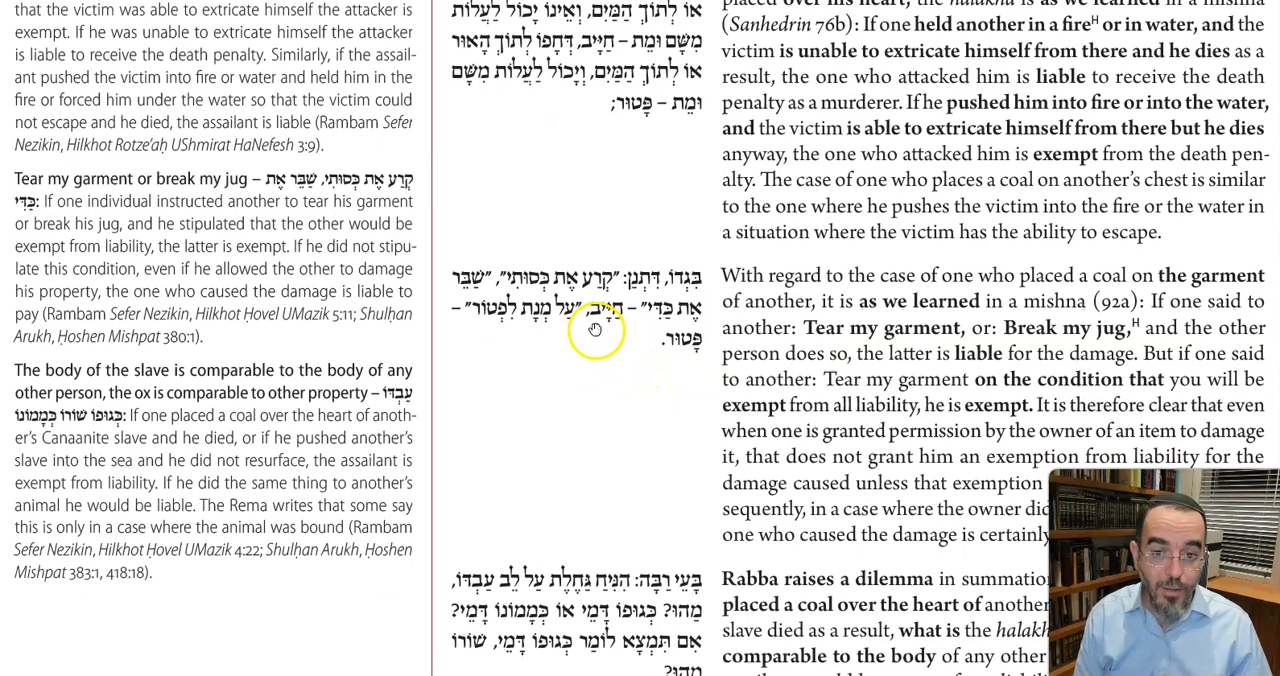 that the victim was able to extricate himself the attacker is
exempt. If he was unable to extricate himself the attacker
is liable to receive the death penalty. Similarly, if the assail-
ant pushed the victim into fire or water and held him in the
fire or forced him under the water so that the victim could
not escape and he died, the assailant is liable (Rambam Sefer
Nezikin, Hilkhot Rotze'aḥ UShmirat HaNefesh 3:9).
Tear my garment or break my jug – קְרַע אֶת כְּסוּתִי, שַׁבֵּר אֶת
כַּדִּי: If one individual instructed another to tear his garment
or break his jug, and he stipulated that the other would be
exempt from liability, the latter is exempt. If he did not stipu-
late this condition, even if he allowed the other to damage
his property, the one who caused the damage is liable to
pay (Rambam Sefer Nezikin, Hilkhot Ḥovel UMazik 5:11; Shulḥan
Arukh, Ḥoshen Mishpat 380:1).
The body of the slave is comparable to the body of any
other person, the ox is comparable to other property – עַבְדּוֹ
כְּגוּפוֹ שׁוֹרוֹ כְּמָמוֹנוֹ: If one placed a coal over the heart of anoth-
er's Canaanite slave and he died, or if he pushed another's
slave into the sea and he did not resurface, the assailant is
exempt from liability. If he did the same thing to another's
animal he would be liable. The Rema writes that some say
this is only in a case where the animal was bound (Rambam
Sefer Nezikin, Hilkhot Ḥovel UMazik 4:22; Shulḥan Arukh, Ḥoshen
Mishpat 383:1, 418:18).
אוֹ לְתוֹךְ הַמַּיִם, וְאֵינוֹ יָכוֹל לַעֲלוֹת
מִשָּׁם וּמֵת – חַיָּיב, דְּחָפוֹ לְתוֹךְ הָאוּר
אוֹ לְתוֹךְ הַמַּיִם, וְיָכוֹל לַעֲלוֹת מִשָּׁם
וּמֵת – פָּטוּר;
בְּגִדוֹ, דִּתְנַן: "קְרַע אֶת כְּסוּתִי", "שַׁבֵּר
אֶת כַּדִּי" – חַיָּיב, "עַל מְנָת לִפְטוֹר" –
פָּטוּר.
בָּעֵי רַבָּה: הִנִּיחַ גַּחֶלֶת עַל לֵב עַבְדּוֹ,
מַהוּ? כְּגוּפוֹ דָּמֵי אוֹ כְּמָמוֹנוֹ דָּמֵי?
אִם תִּמְצָא לוֹמַר כְּגוּפוֹ דָּמֵי, שׁוֹרוֹ
מַהוּ?
placed over his heart, the halakha is as we learned in a mishna
(Sanhedrin 76b): If one held another in a fireᴴ or in water, and the
victim is unable to extricate himself from there and he dies as a
result, the one who attacked him is liable to receive the death
penalty as a murderer. If he pushed him into fire or into the water,
and the victim is able to extricate himself from there but he dies
anyway, the one who attacked him is exempt from the death pen-
alty. The case of one who places a coal on another's chest is similar
to the one where he pushes the victim into the fire or the water in
a situation where the victim has the ability to escape.
With regard to the case of one who placed a coal on the garment
of another, it is as we learned in a mishna (92a): If one said to
another: Tear my garment, or: Break my jug,ᴴ and the other
person does so, the latter is liable for the damage. But if one said
to another: Tear my garment on the condition that you will be
exempt from all liability, he is exempt. It is therefore clear that even
when one is granted permission by the owner of an item to damage
it, that does not grant him an exemption from liability for the
damage caused unless that exemption
sequently, in a case where the owner did
one who caused the damage is certainly
Rabba raises a dilemma in summatio
placed a coal over the heart of another
slave died as a result, what is the halakh
comparable to the body of any other